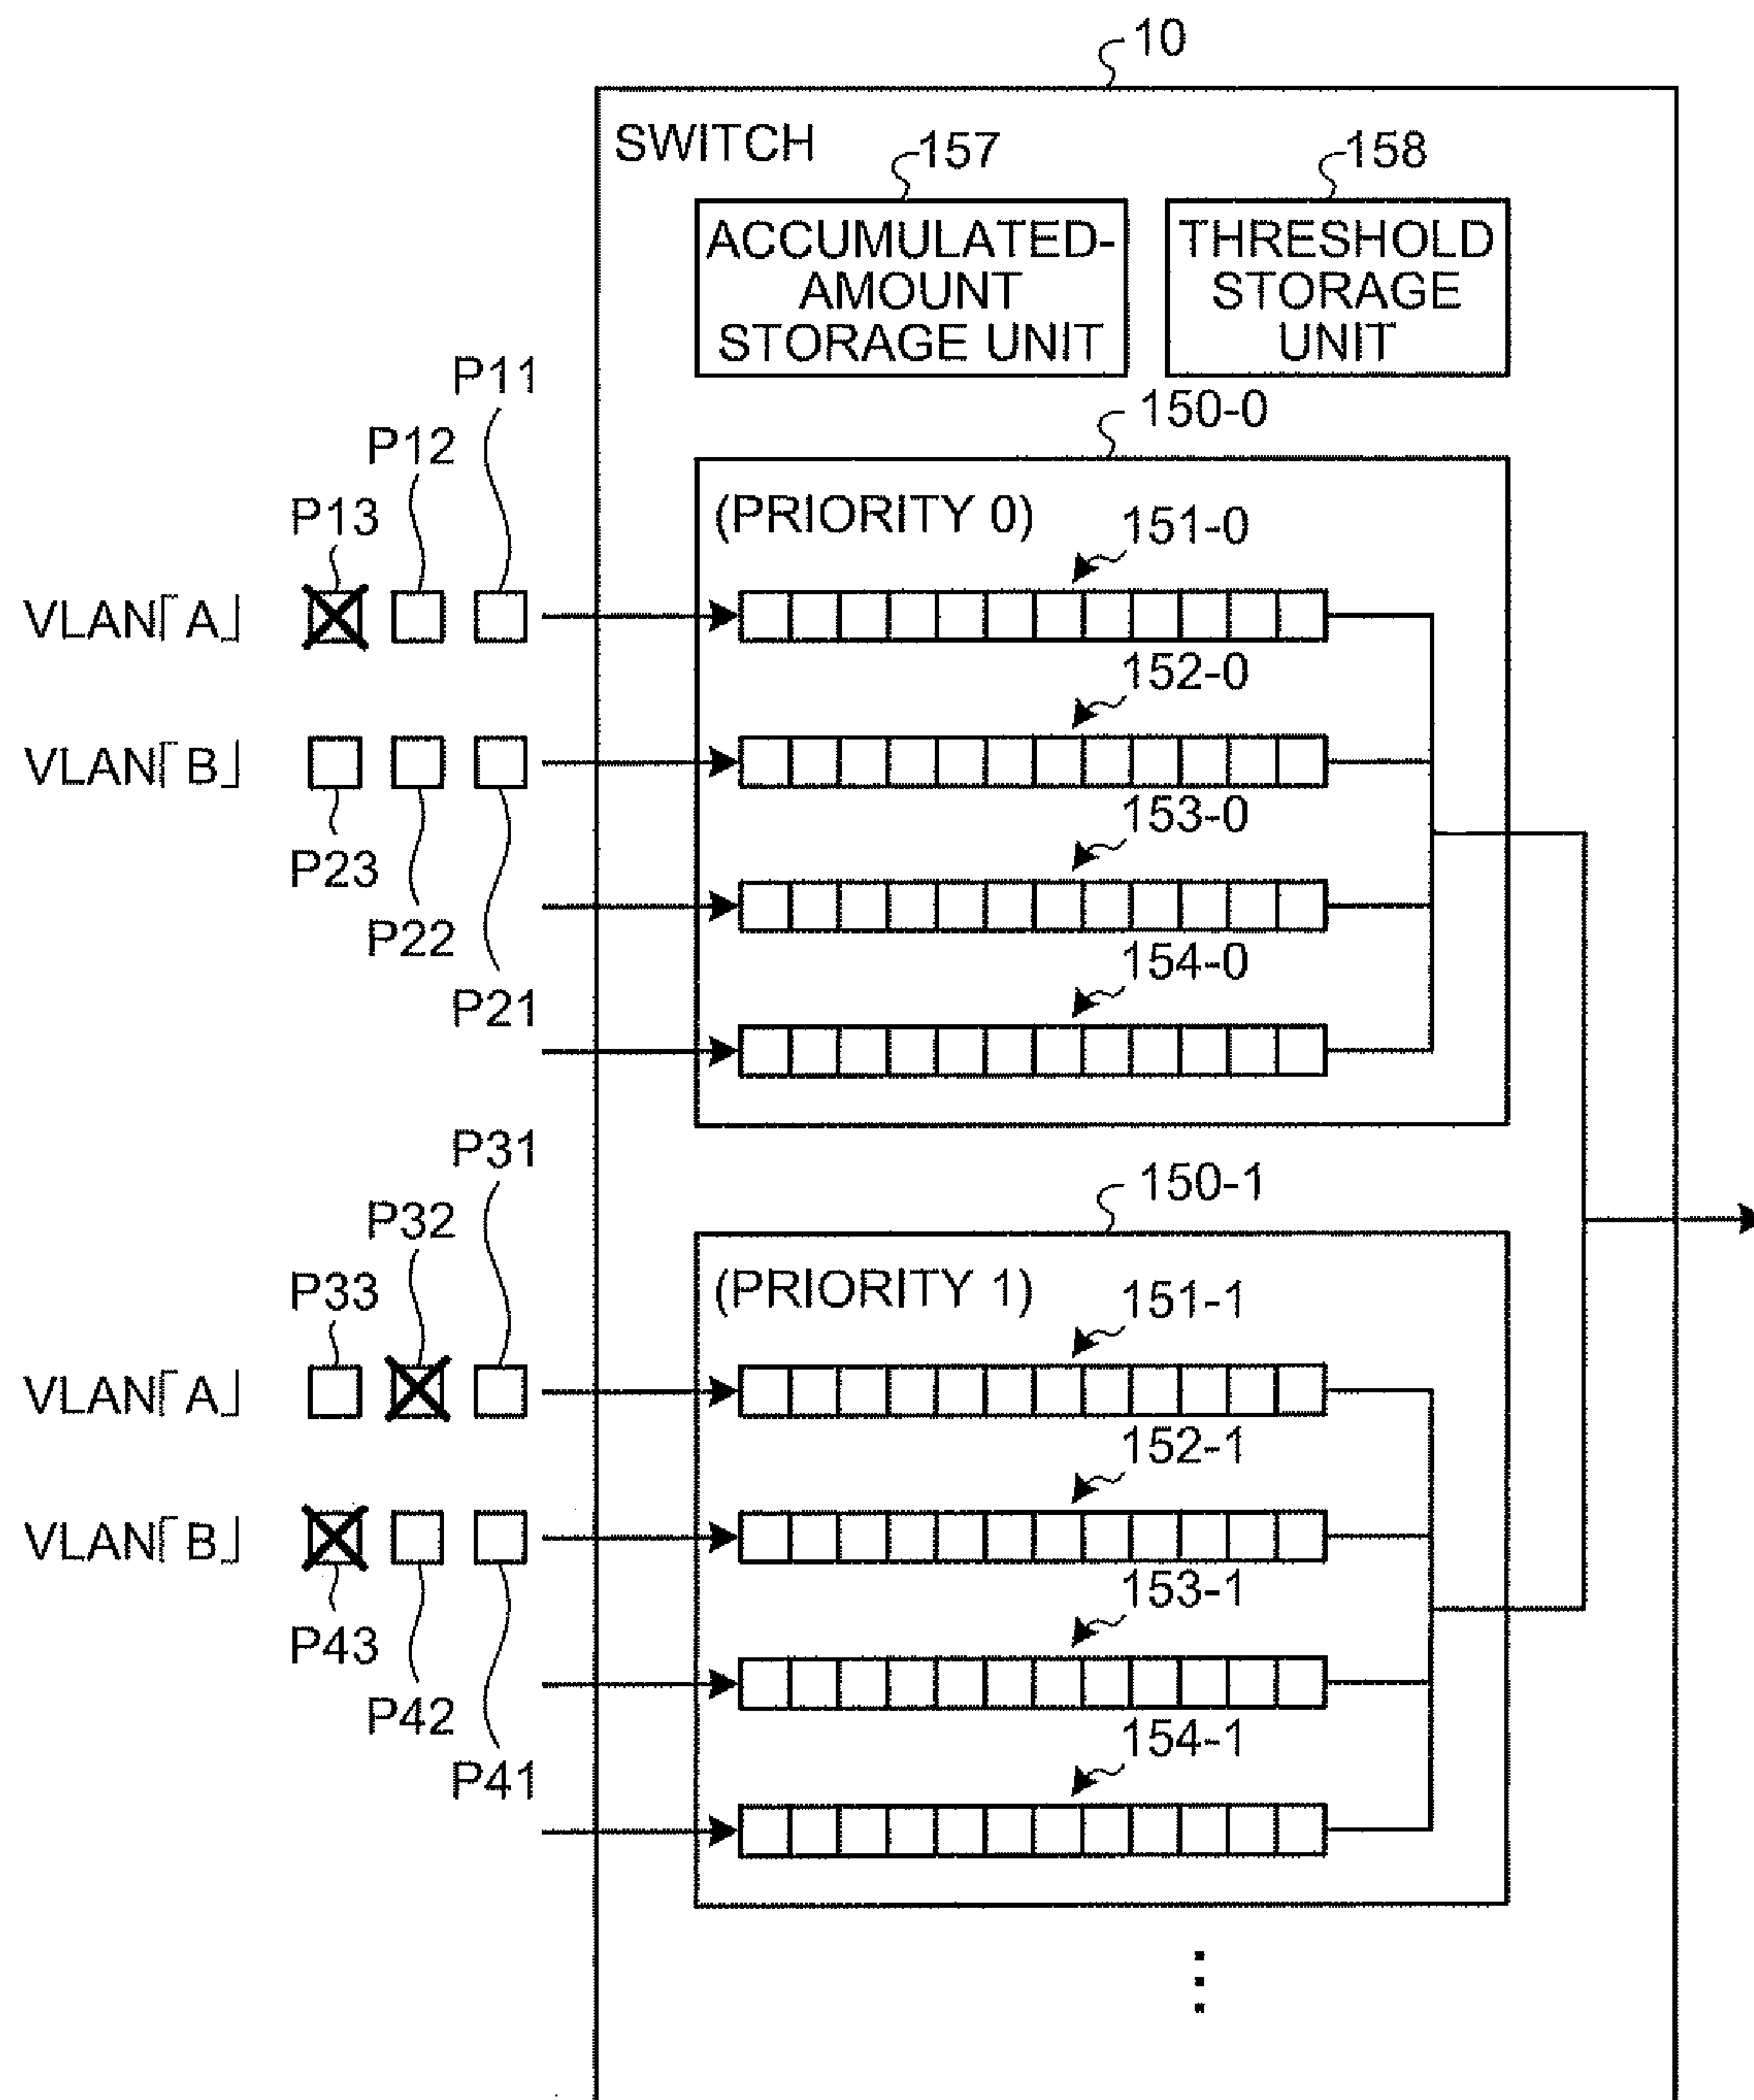 10
SWITCH
157
158
ACCUMULATED-
AMOUNT
STORAGE UNIT
THRESHOLD
STORAGE
UNIT
P11
P12
P13
150-0
(PRIORITY 0)
151-0
VLAN「A」
152-0
VLAN「B」
153-0
P23
P22
P21
154-0
P31
P32
P33
150-1
(PRIORITY 1)
151-1
VLAN「A」
152-1
VLAN「B」
153-1
P43
P42
P41
154-1